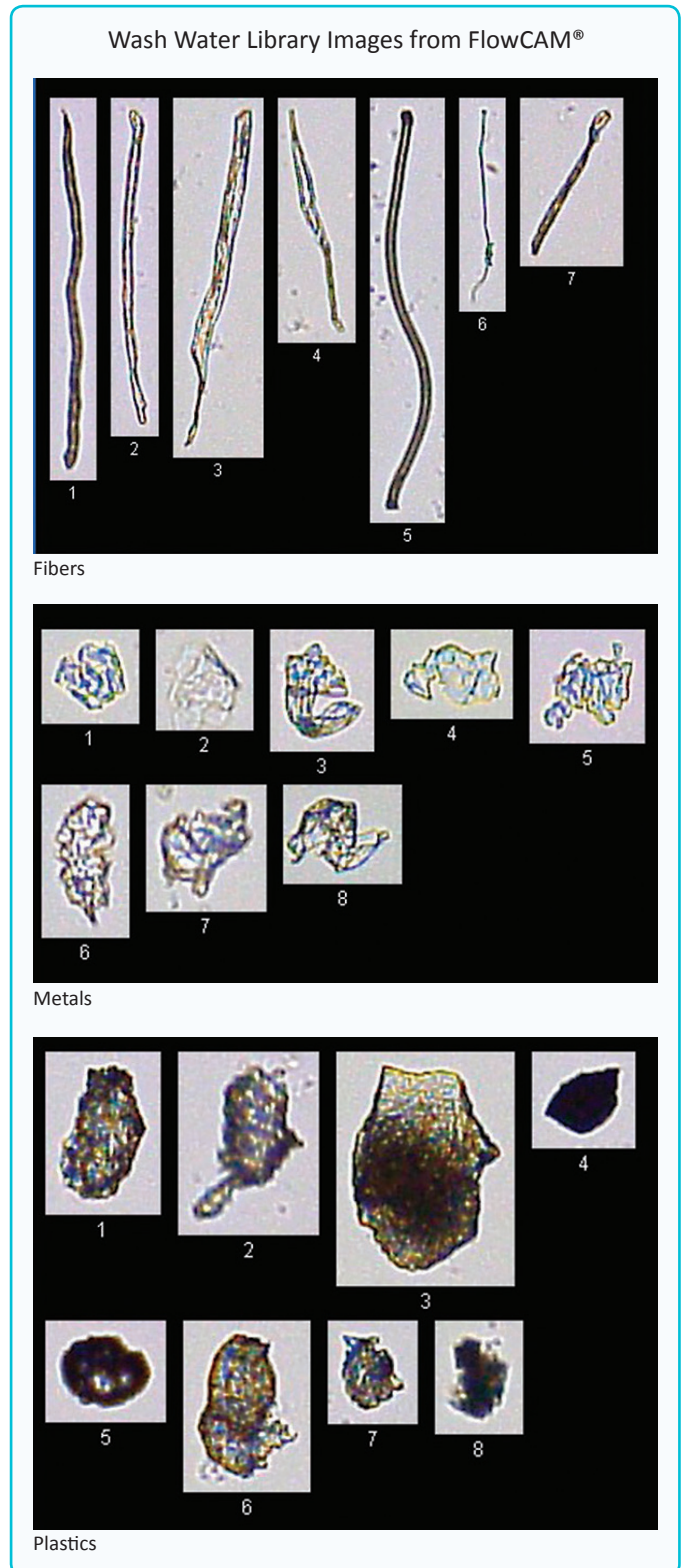 Wash Water Library Images from FlowCAM®
1 2 3 4 5 6 7
Fibers
1 2 3 4 5
6 7 8
Metals
1 2 3 4
5 6 7 8
Plastics